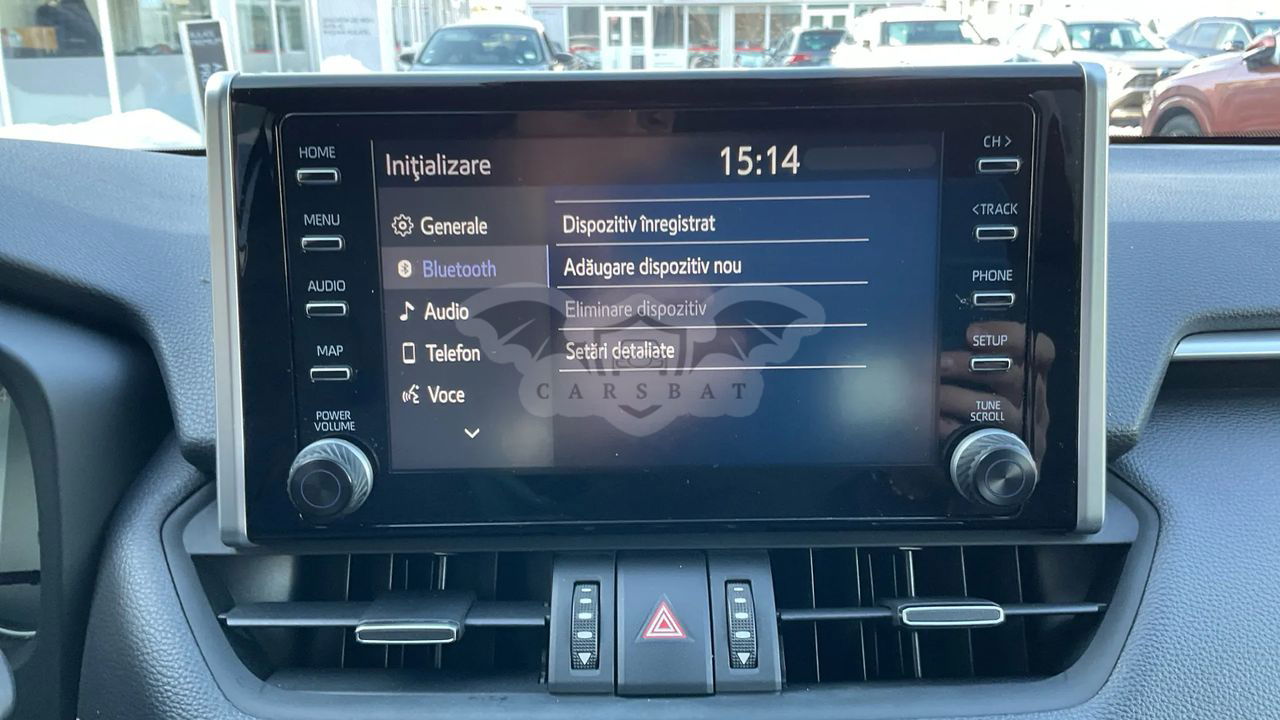 HOME
MENU
AUDIO
MAP
POWER
VOLUME
Iniţializare
15:14
Generale
Bluetooth
Audio
Telefon
Voce
Dispozitiv înregistrat
Adăugare dispozitiv nou
Eliminare dispozitiv
Setări detaliate
CARSBAT
CH >
<TRACK
PHONE
SETUP
TUNE
SCROLL